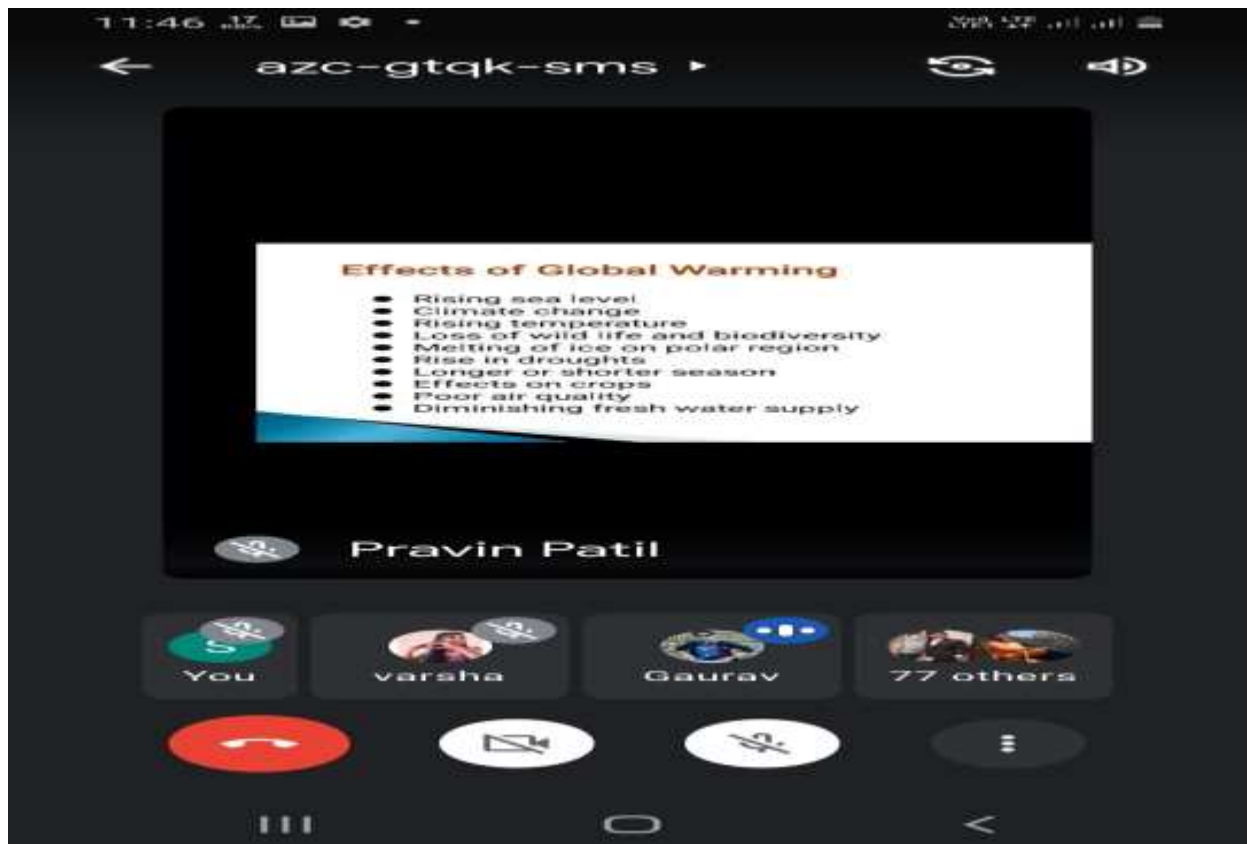 11:46
azc-gtqk-sms
Effects of Global Warming
Rising sea level
Climate change
Rising temperature
Loss of wild life and biodiversity
Melting of ice on polar region
Rise in droughts
Longer or shorter season
Effects on crops
Poor air quality
Diminishing fresh water supply
Pravin Patil
S
You varsha Gaurav 77 others